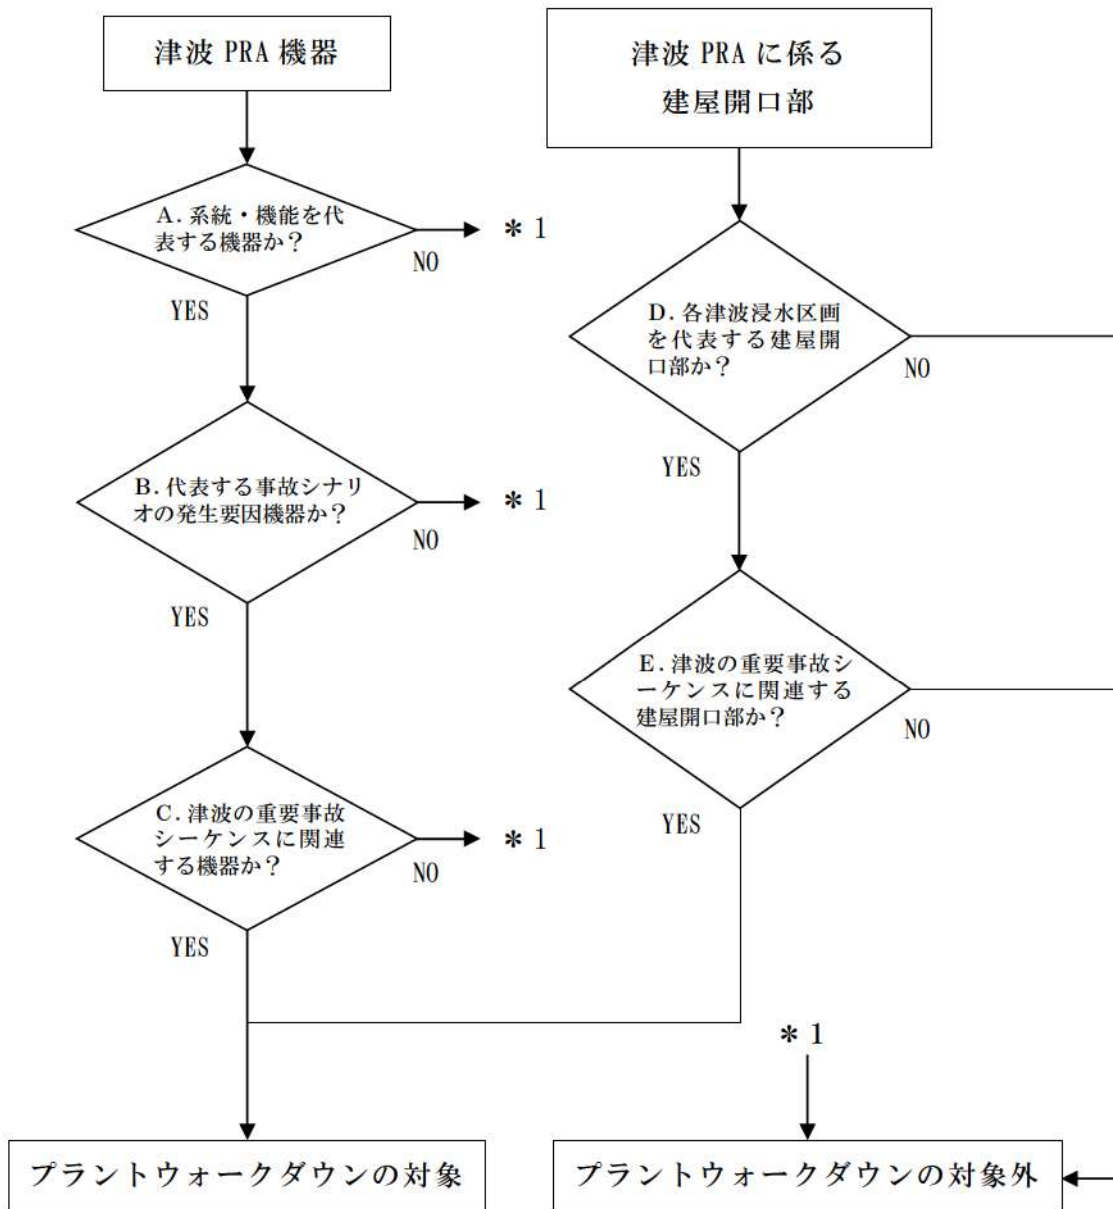 津波 PRA 機器
A. 系統・機能を代
表する機器か？
＊1
NO
YES
B. 代表する事故シナリ
オの発生要因機器か？
＊1
NO
YES
C. 津波の重要事故
シーケンスに関連
する機器か？
＊1
NO
YES
プラントウォークダウンの対象
津波 PRA に係る
建屋開口部
D. 各津波浸水区画
を代表する建屋開
口部か？
NO
YES
E. 津波の重要事故シ
ーケンスに関連する
建屋開口部か？
NO
YES
＊1
プラントウォークダウンの対象外